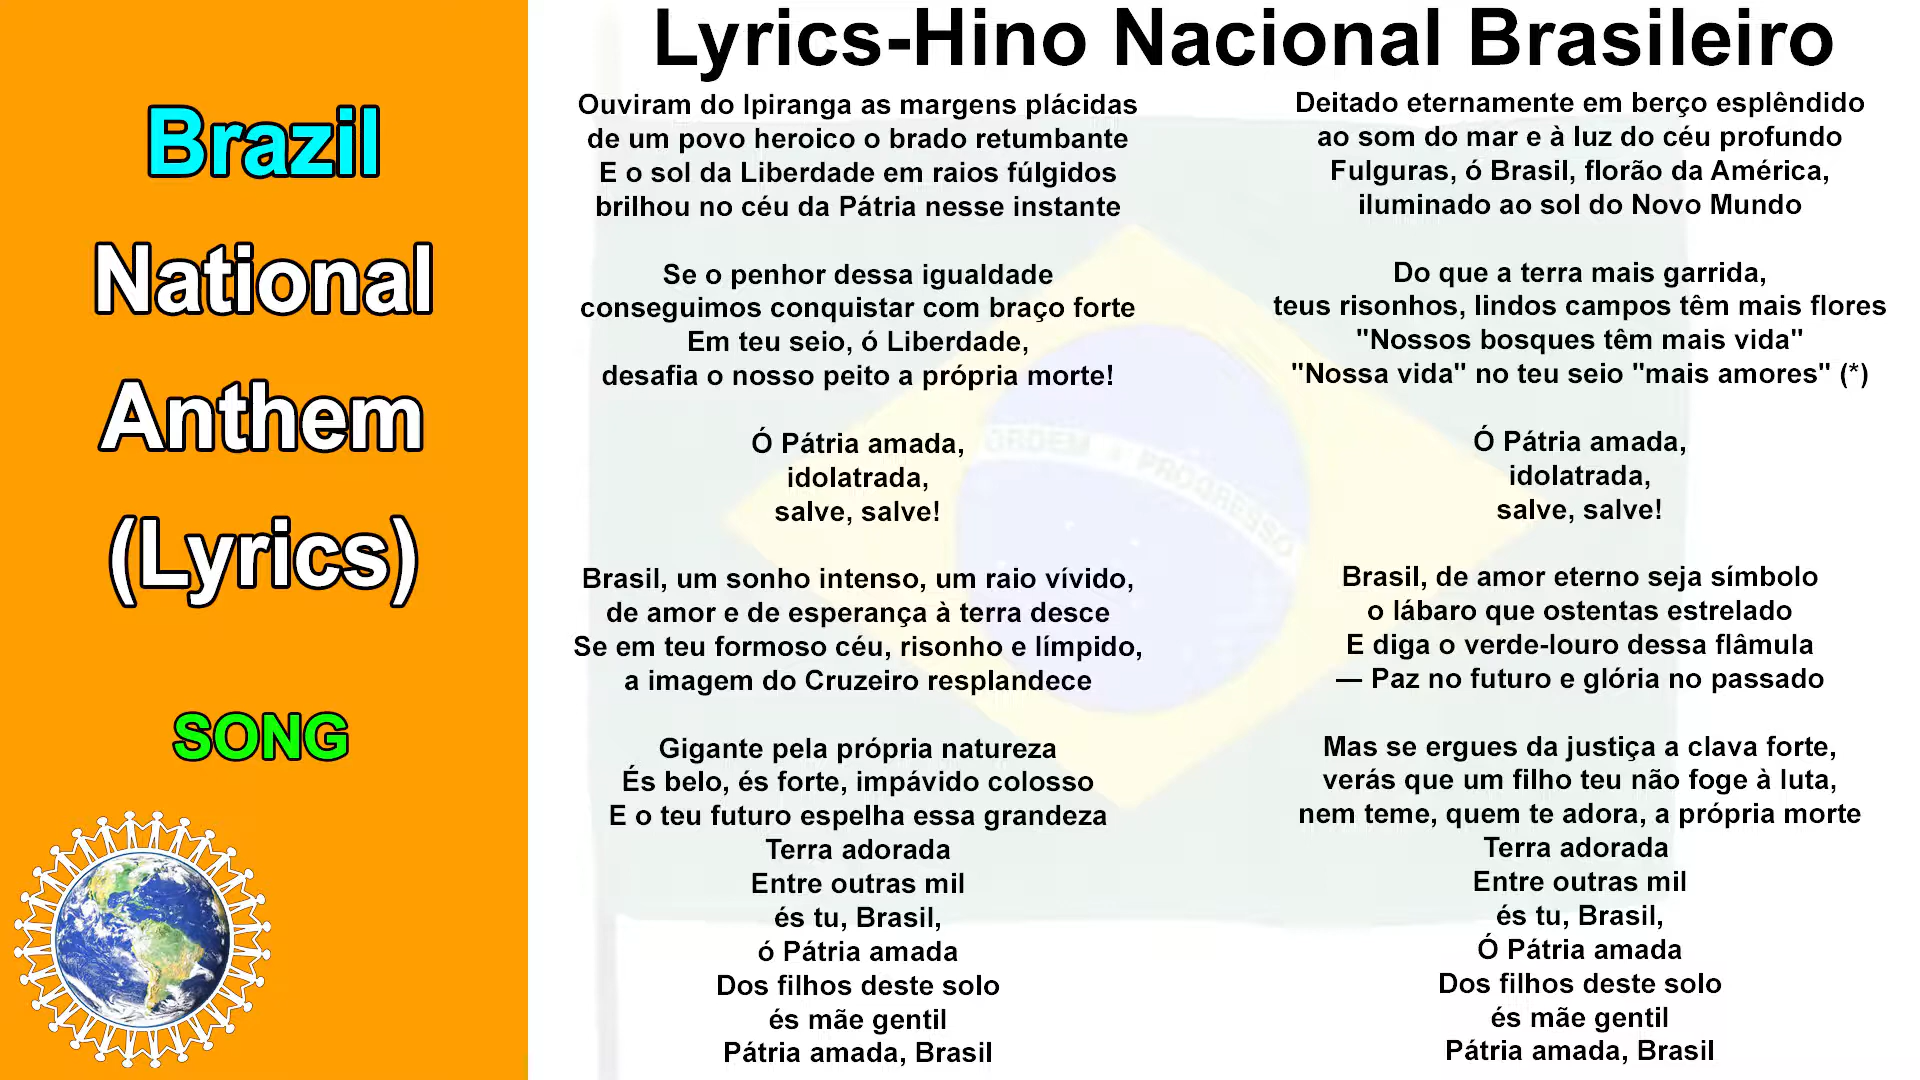 Brazil
National
Anthem
(Lyrics)
SONG
Lyrics-Hino Nacional Brasileiro
Ouviram do Ipiranga as margens plácidas
de um povo heroico o brado retumbante
E o sol da Liberdade em raios fúlgidos
brilhou no céu da Pátria nesse instante
Se o penhor dessa igualdade
conseguimos conquistar com braço forte
Em teu seio, ó Liberdade,
desafia o nosso peito a própria morte!
Ó Pátria amada,
idolatrada,
salve, salve!
Brasil, um sonho intenso, um raio vívido,
de amor e de esperança à terra desce
Se em teu formoso céu, risonho e límpido,
a imagem do Cruzeiro resplandece
Gigante pela própria natureza
És belo, és forte, impávido colosso
E o teu futuro espelha essa grandeza
Terra adorada
Entre outras mil
és tu, Brasil,
ó Pátria amada
Dos filhos deste solo
és mãe gentil
Pátria amada, Brasil
Deitado eternamente em berço esplêndido
ao som do mar e à luz do céu profundo
Fulguras, ó Brasil, florão da América,
iluminado ao sol do Novo Mundo
Do que a terra mais garrida,
teus risonhos, lindos campos têm mais flores
"Nossos bosques têm mais vida"
"Nossa vida" no teu seio "mais amores" (*)
Ó Pátria amada,
idolatrada,
salve, salve!
Brasil, de amor eterno seja símbolo
o lábaro que ostentas estrelado
E diga o verde-louro dessa flâmula
— Paz no futuro e glória no passado
Mas se ergues da justiça a clava forte,
verás que um filho teu não foge à luta,
nem teme, quem te adora, a própria morte
Terra adorada
Entre outras mil
és tu, Brasil,
Ó Pátria amada
Dos filhos deste solo
és mãe gentil
Pátria amada, Brasil
ORDEM PROGRESSO